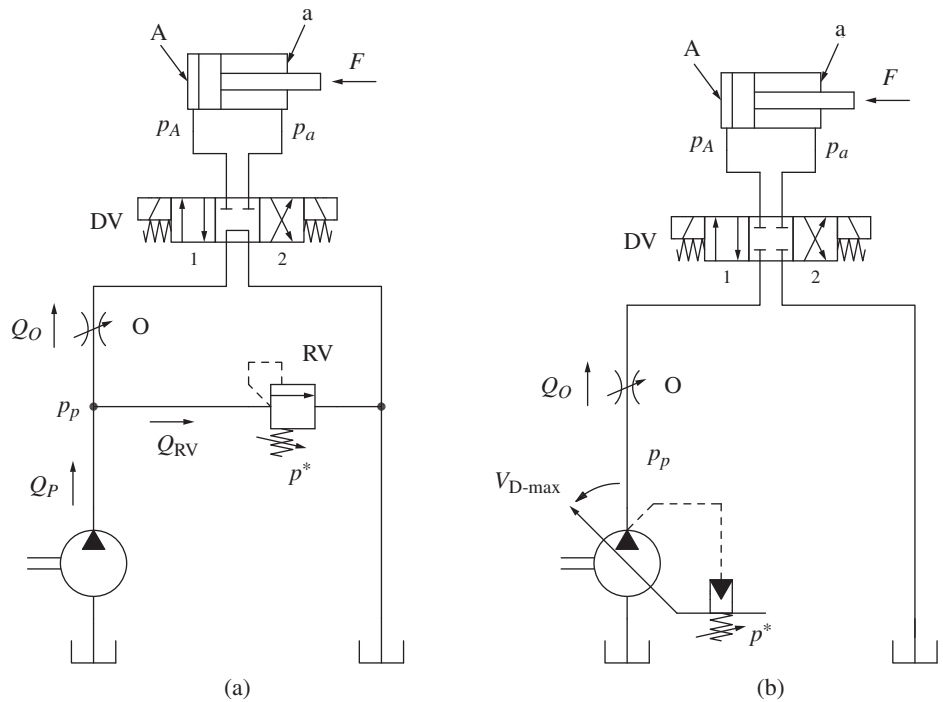 A
a
F
p_A
p_a
DV
1
2
Q_O
O
RV
p_p
Q_RV
p*
Q_P
(a)
A
a
F
p_A
p_a
DV
1
2
Q_O
O
p_p
V_D-max
p*
(b)